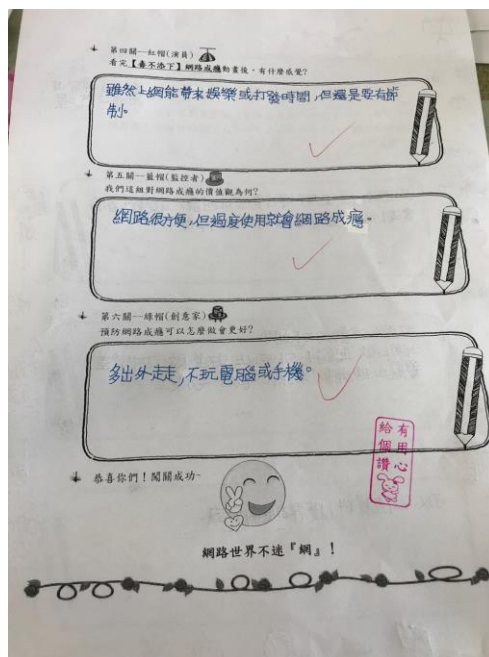 第四關--紅帽(演員)
看完【毒不添下】網路成癮動畫後，有什麼感覺?
雖然上網能帶來娛樂或打發時間，但還是要有節
制。
第五關--藍帽(監控者)
我們這組對網路成癮的價值觀為何?
網路很方便，但過度使用就會網路成癮。
第六關--綠帽(創意家)
預防網路成癮可以怎麼做會更好?
多出外走走，不玩電腦或手機。
有用心
給個讚
恭喜你們！闖關成功~
網路世界不迷『網』！